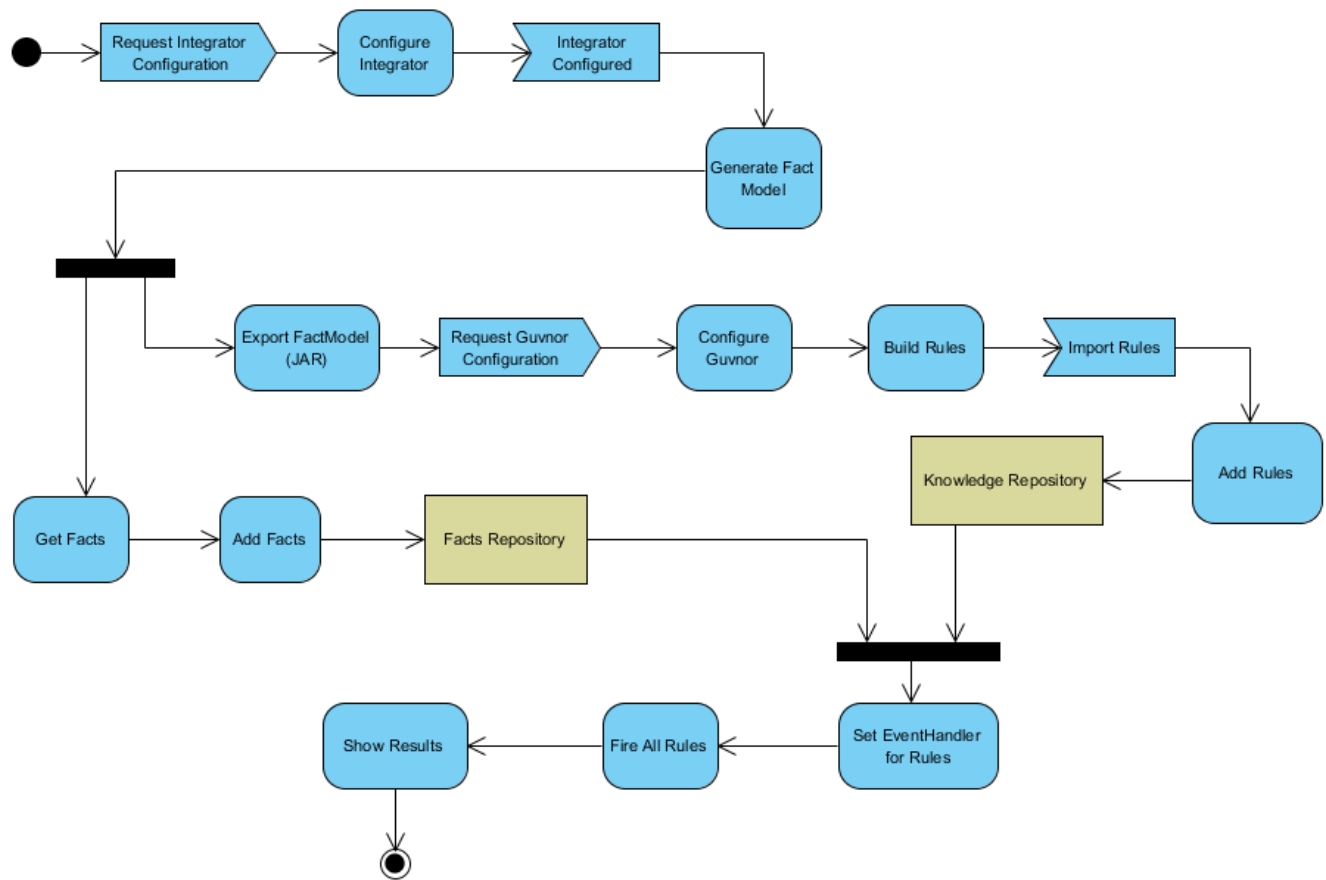 Request Integrator
Configuration
Configure
Integrator
Integrator
Configured
Generate Fact
Model
Export FactModel
(JAR)
Request Guvnor
Configuration
Configure
Guvnor
Build Rules
Import Rules
Add Rules
Knowledge Repository
Get Facts
Add Facts
Facts Repository
Set EventHandler
for Rules
Fire All Rules
Show Results